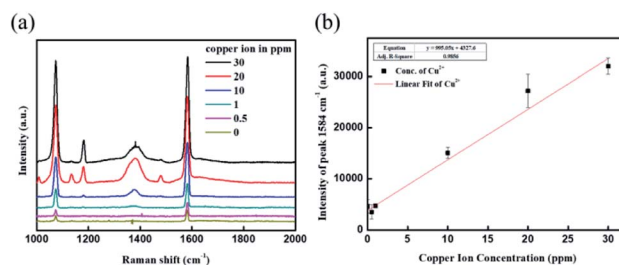 (a)
copper ion in ppm
30
20
10
1
0.5
0
Intensity (a.u.)
1000 1200 1400 1600 1800 2000
Raman shift (cm-1)
(b)
Equation y = 995.05x + 4327.6
Adj. R-Square 0.9856
Conc. of Cu2+
Linear Fit of Cu2+
Intensity of peak 1584 cm-1 (a.u.)
30000
20000
10000
0
0 5 10 15 20 25 30
Copper Ion Concentration (ppm)